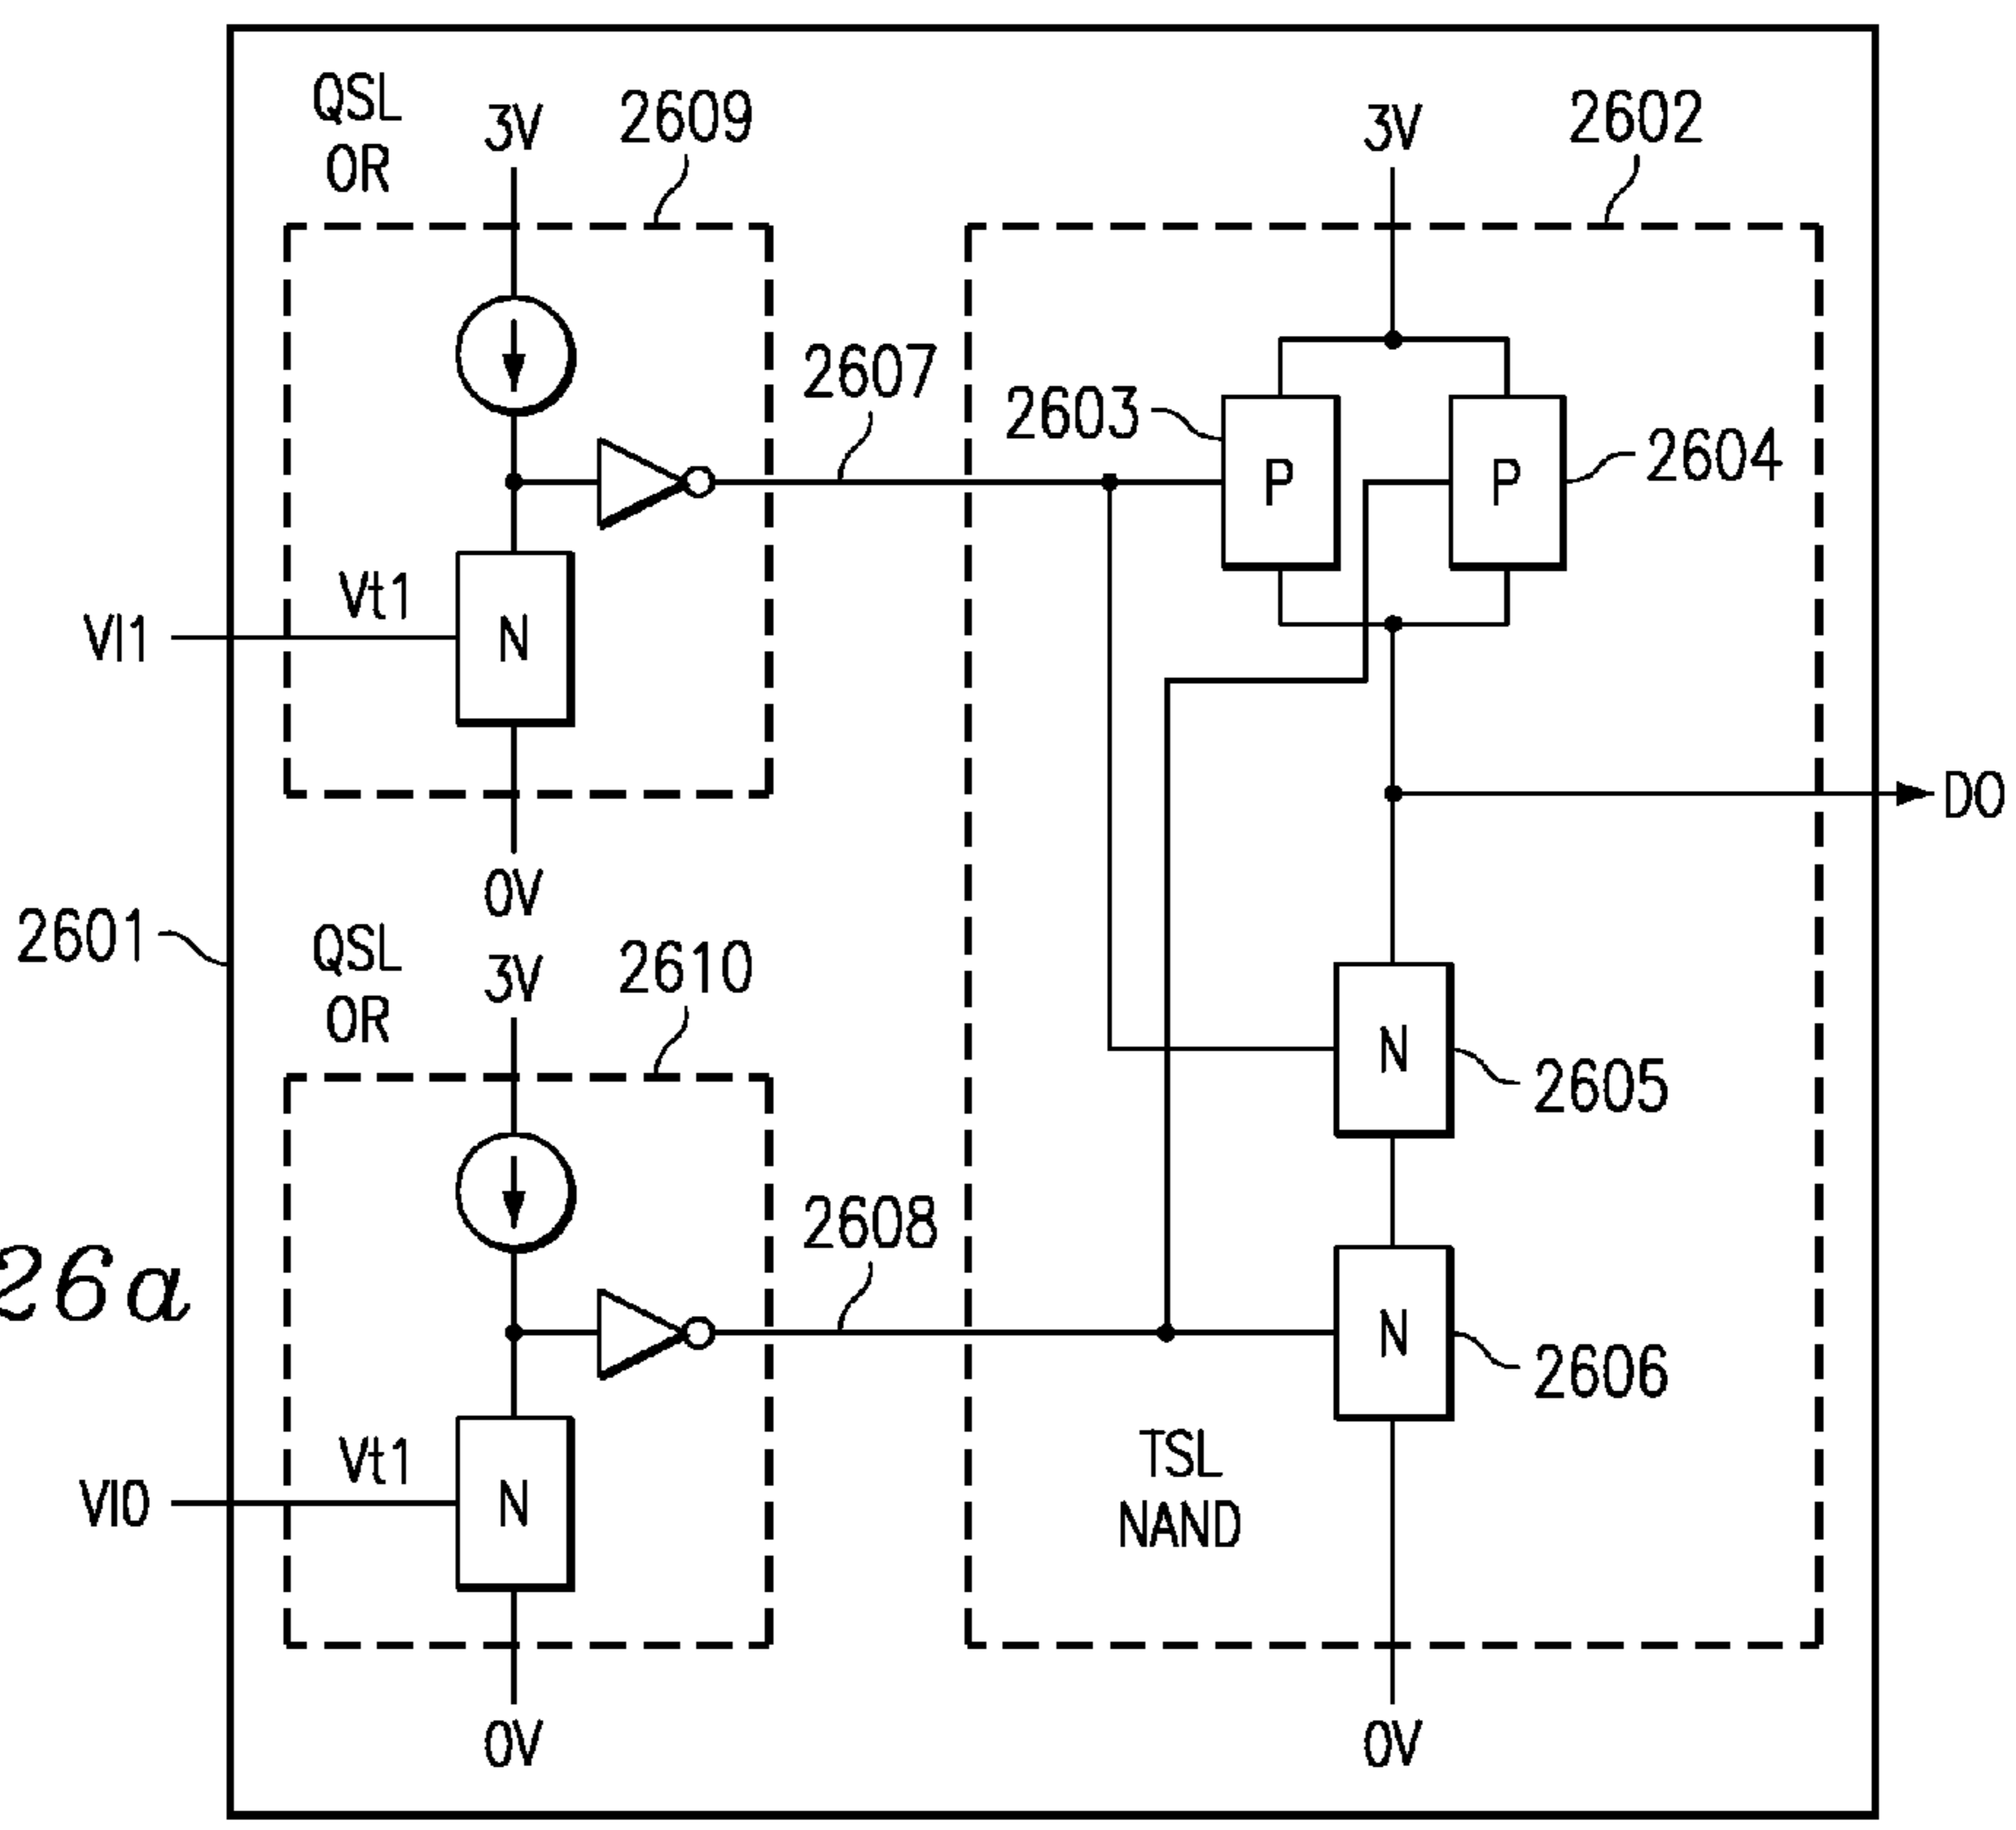 QSL
OR
3V
2609
3V
2602
2607
2603
P
P
2604
Vt1
VI1
N
DO
0V
2601
QSL
OR
3V
2610
N
2605
2608
26a
N
2606
Vt1
VI0
N
TSL
NAND
0V
0V